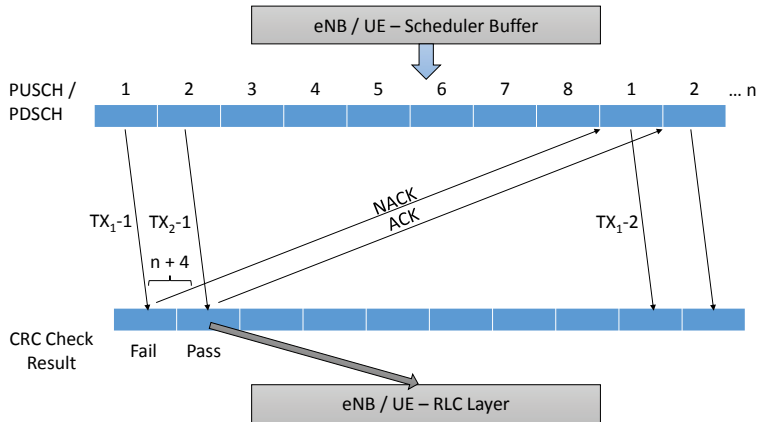 eNB / UE – Scheduler Buffer
PUSCH /
PDSCH
1 2 3 4 5 6 7 8 1 2 ... n
NACK
ACK
TX₁-1
TX₂-1
TX₁-2
n + 4
CRC Check
Result
Fail
Pass
eNB / UE – RLC Layer